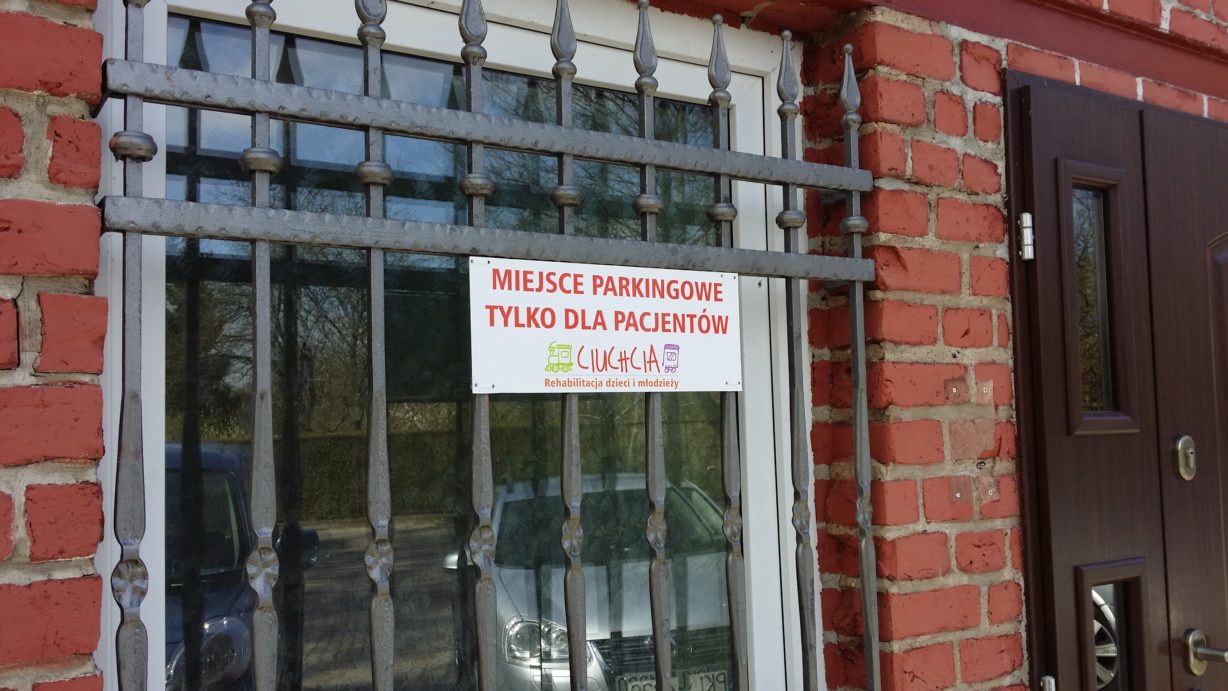 MIEJSCE PARKINGOWE
TYLKO DLA PACJENTÓW
CIUCHCIA
Rehabilitacja dzieci i młodzieży